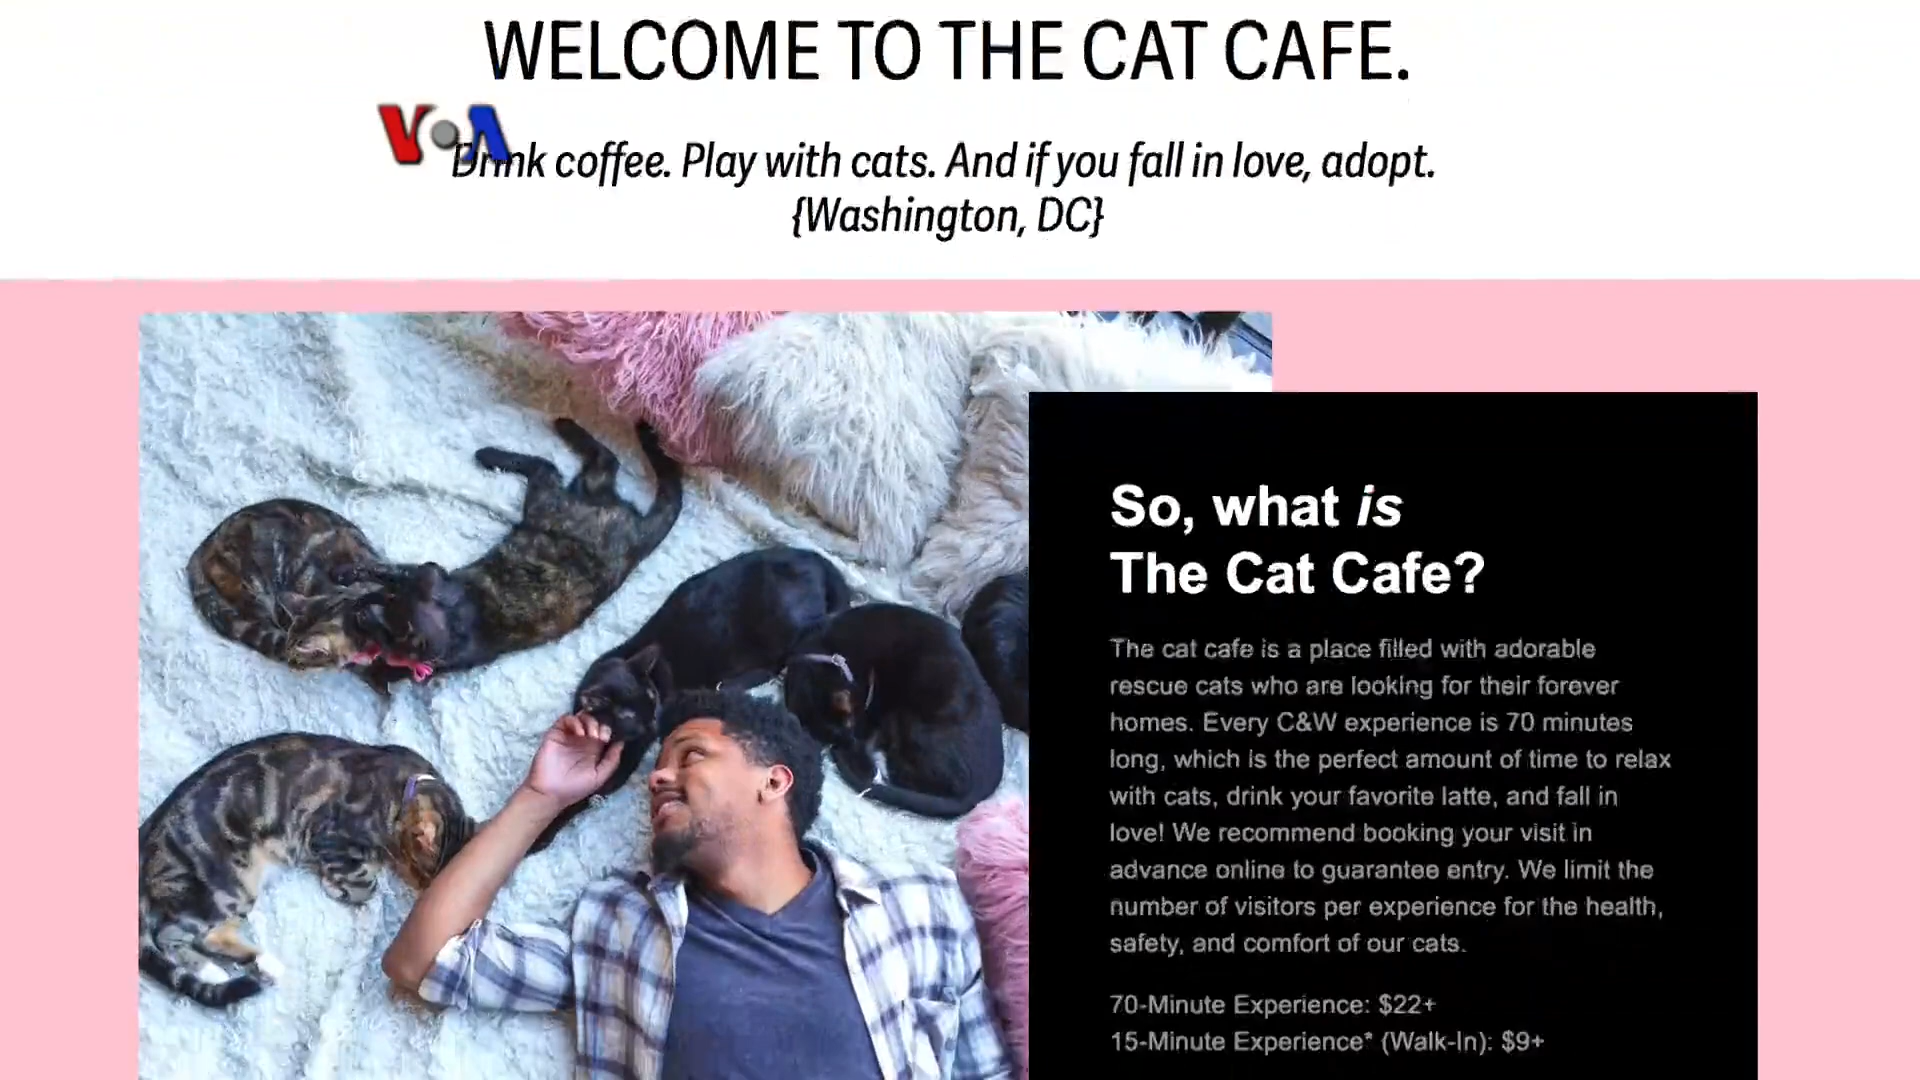 WELCOME TO THE CAT CAFE.
VOA
Drink coffee. Play with cats. And if you fall in love, adopt.
{Washington, DC}
So, what is
The Cat Cafe?
The cat cafe is a place filled with adorable
rescue cats who are looking for their forever
homes. Every C&W experience is 70 minutes
long, which is the perfect amount of time to relax
with cats, drink your favorite latte, and fall in
love! We recommend booking your visit in
advance online to guarantee entry. We limit the
number of visitors per experience for the health,
safety, and comfort of our cats.
70-Minute Experience: $22+
15-Minute Experience* (Walk-In): $9+